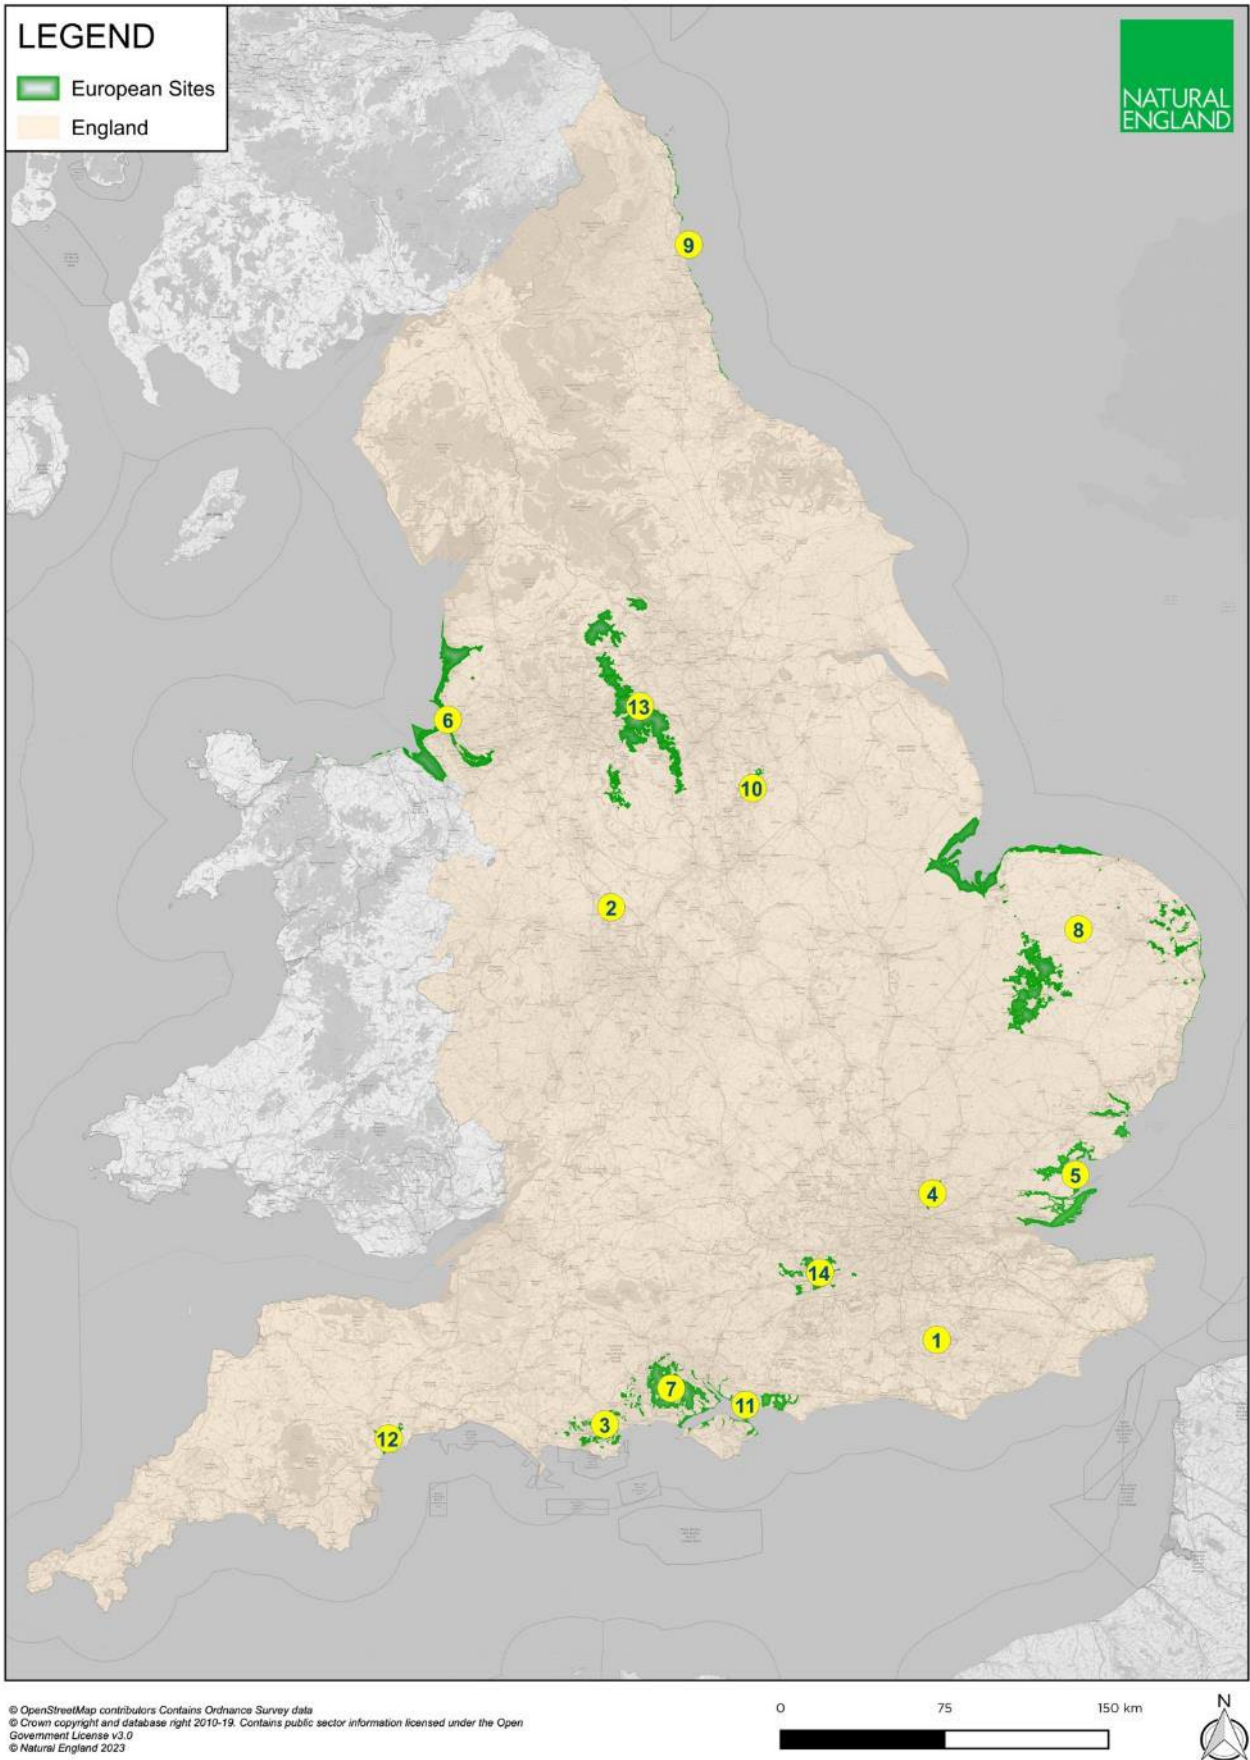 LEGEND
European Sites
England
NATURAL
ENGLAND
9
13
6
10
2
8
5
4
14
1
7
11
3
12
© OpenStreetMap contributors Contains Ordnance Survey data
© Crown copyright and database right 2010-19. Contains public sector information licensed under the Open
Government License v3.0
© Natural England 2023
0 75 150 km
N